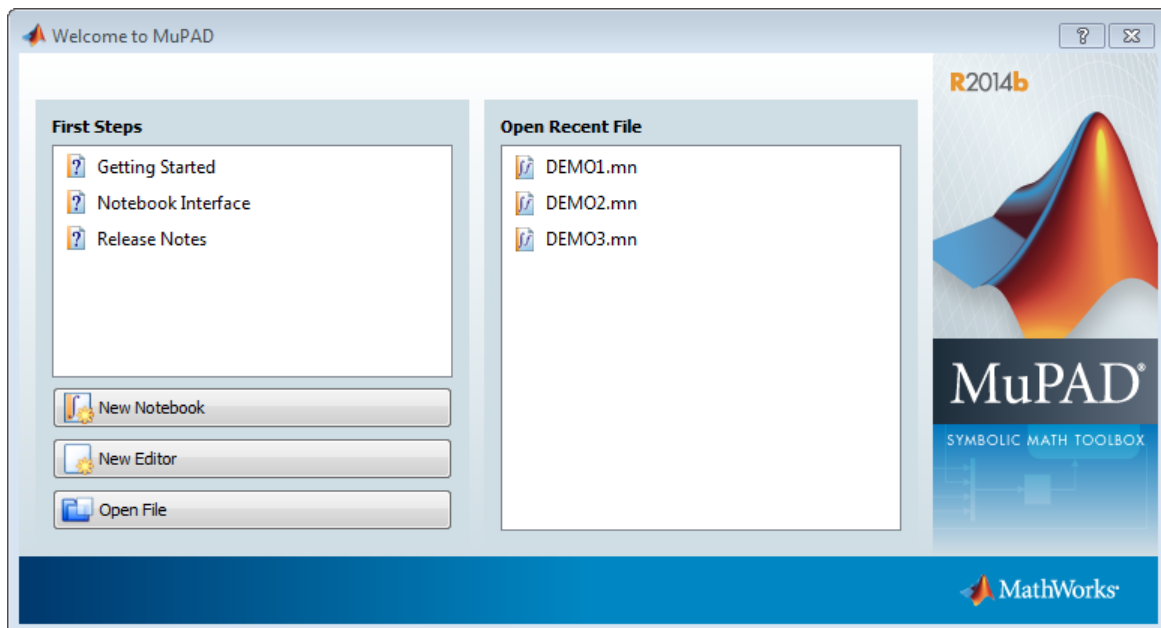 Welcome to MuPAD
R2014b
First Steps
Getting Started
Notebook Interface
Release Notes
New Notebook
New Editor
Open File
Open Recent File
DEMO1.mn
DEMO2.mn
DEMO3.mn
MuPAD®
SYMBOLIC MATH TOOLBOX
MathWorks®